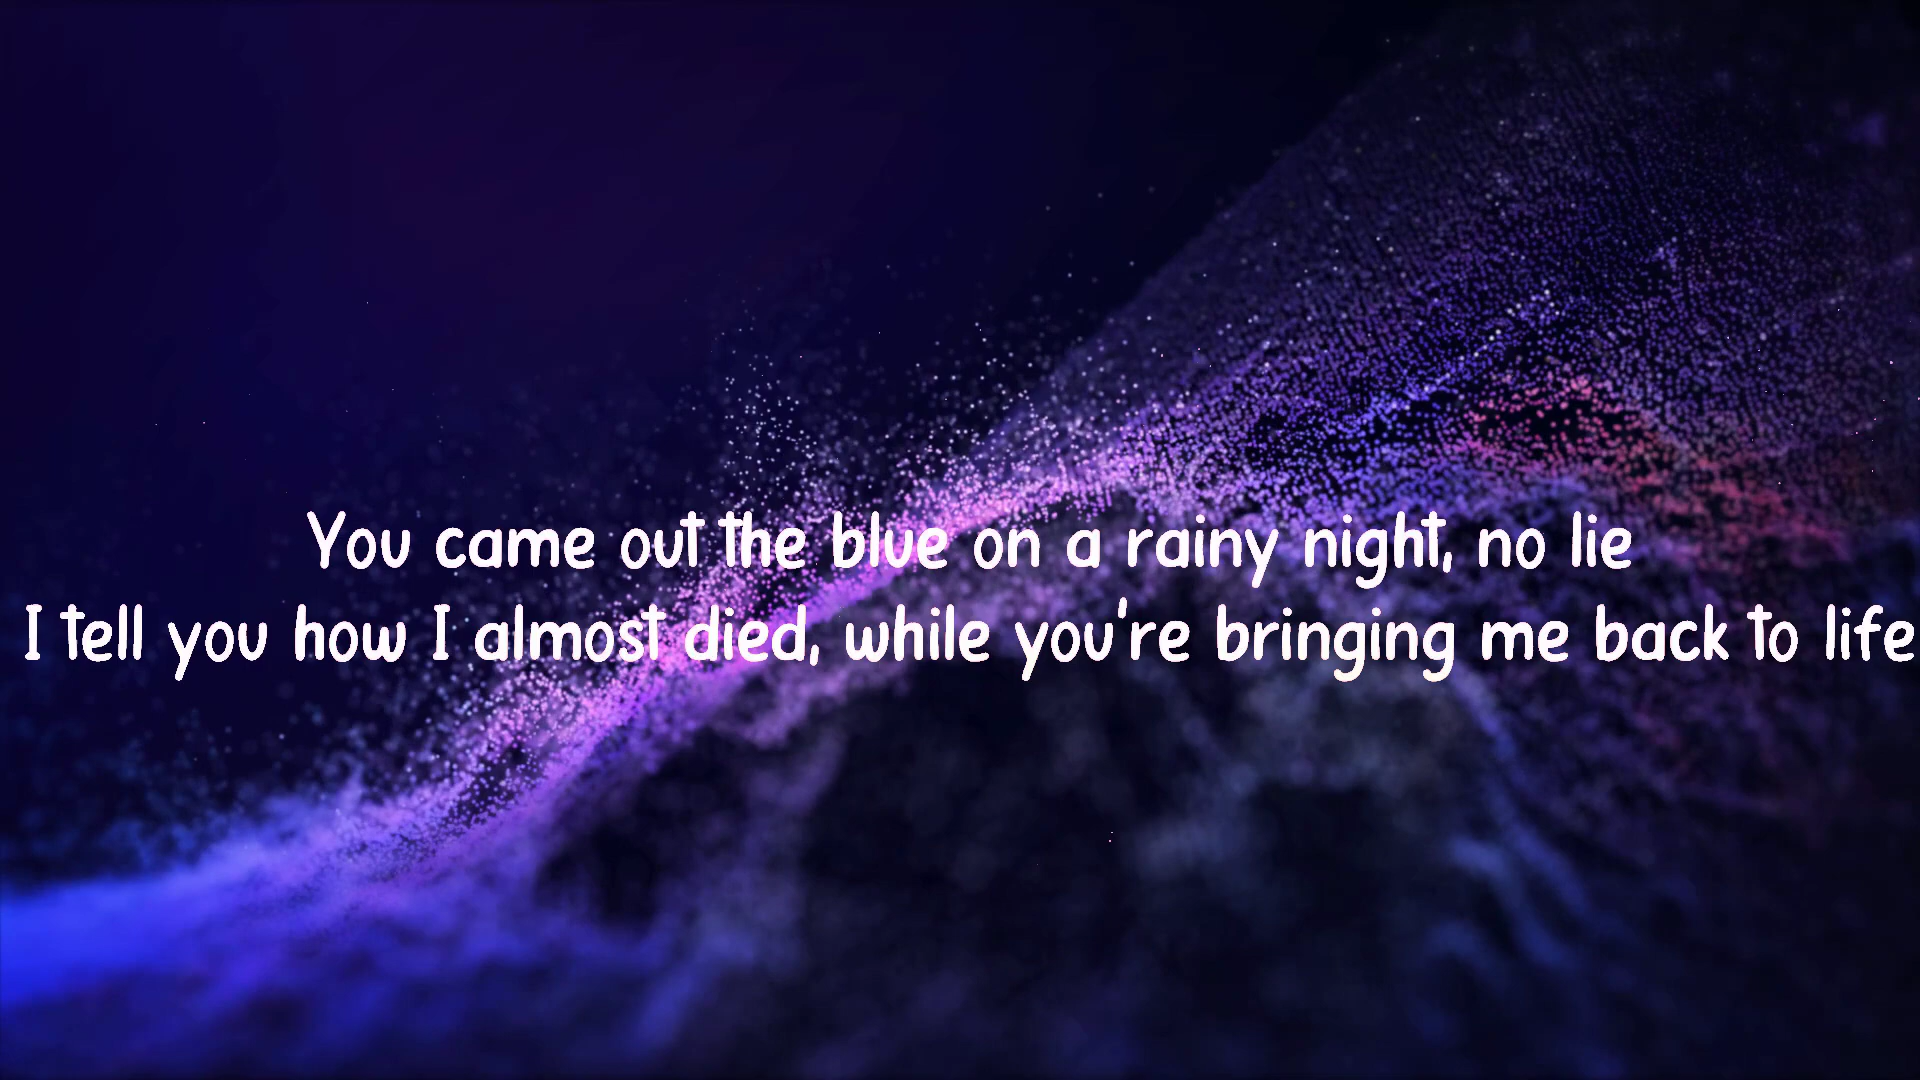 You came out the blue on a rainy night, no lie
I tell you how I almost died, while you're bringing me back to life